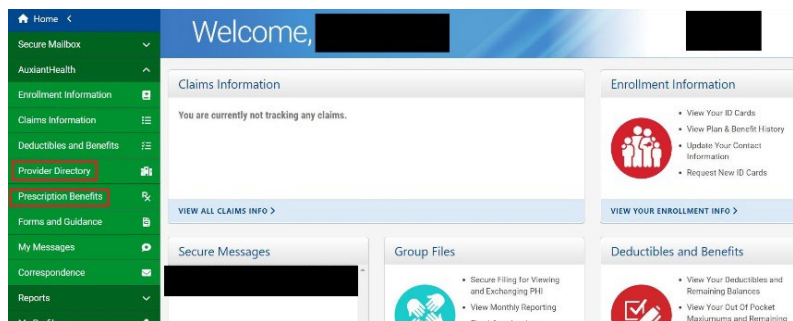 Home
Secure Mailbox
AuxiantHealth
Enrollment Information
Claims Information
Deductibles and Benefits
Provider Directory
Prescription Benefits
Forms and Guidance
My Messages
Correspondence
Reports
Welcome,
Claims Information
You are currently not tracking any claims.
VIEW ALL CLAIMS INFO >
Enrollment Information
• View Your ID Cards
• View Plan & Benefit History
• Update Your Contact
Information
• Request New ID Cards
VIEW YOUR ENROLLMENT INFO >
Secure Messages
Group Files
• Secure Filing for Viewing
and Exchanging PHI
• View Monthly Reporting
Deductibles and Benefits
• View Your Deductibles and
Remaining Balances
• View Your Out Of Pocket
Maxiumums and Remaining